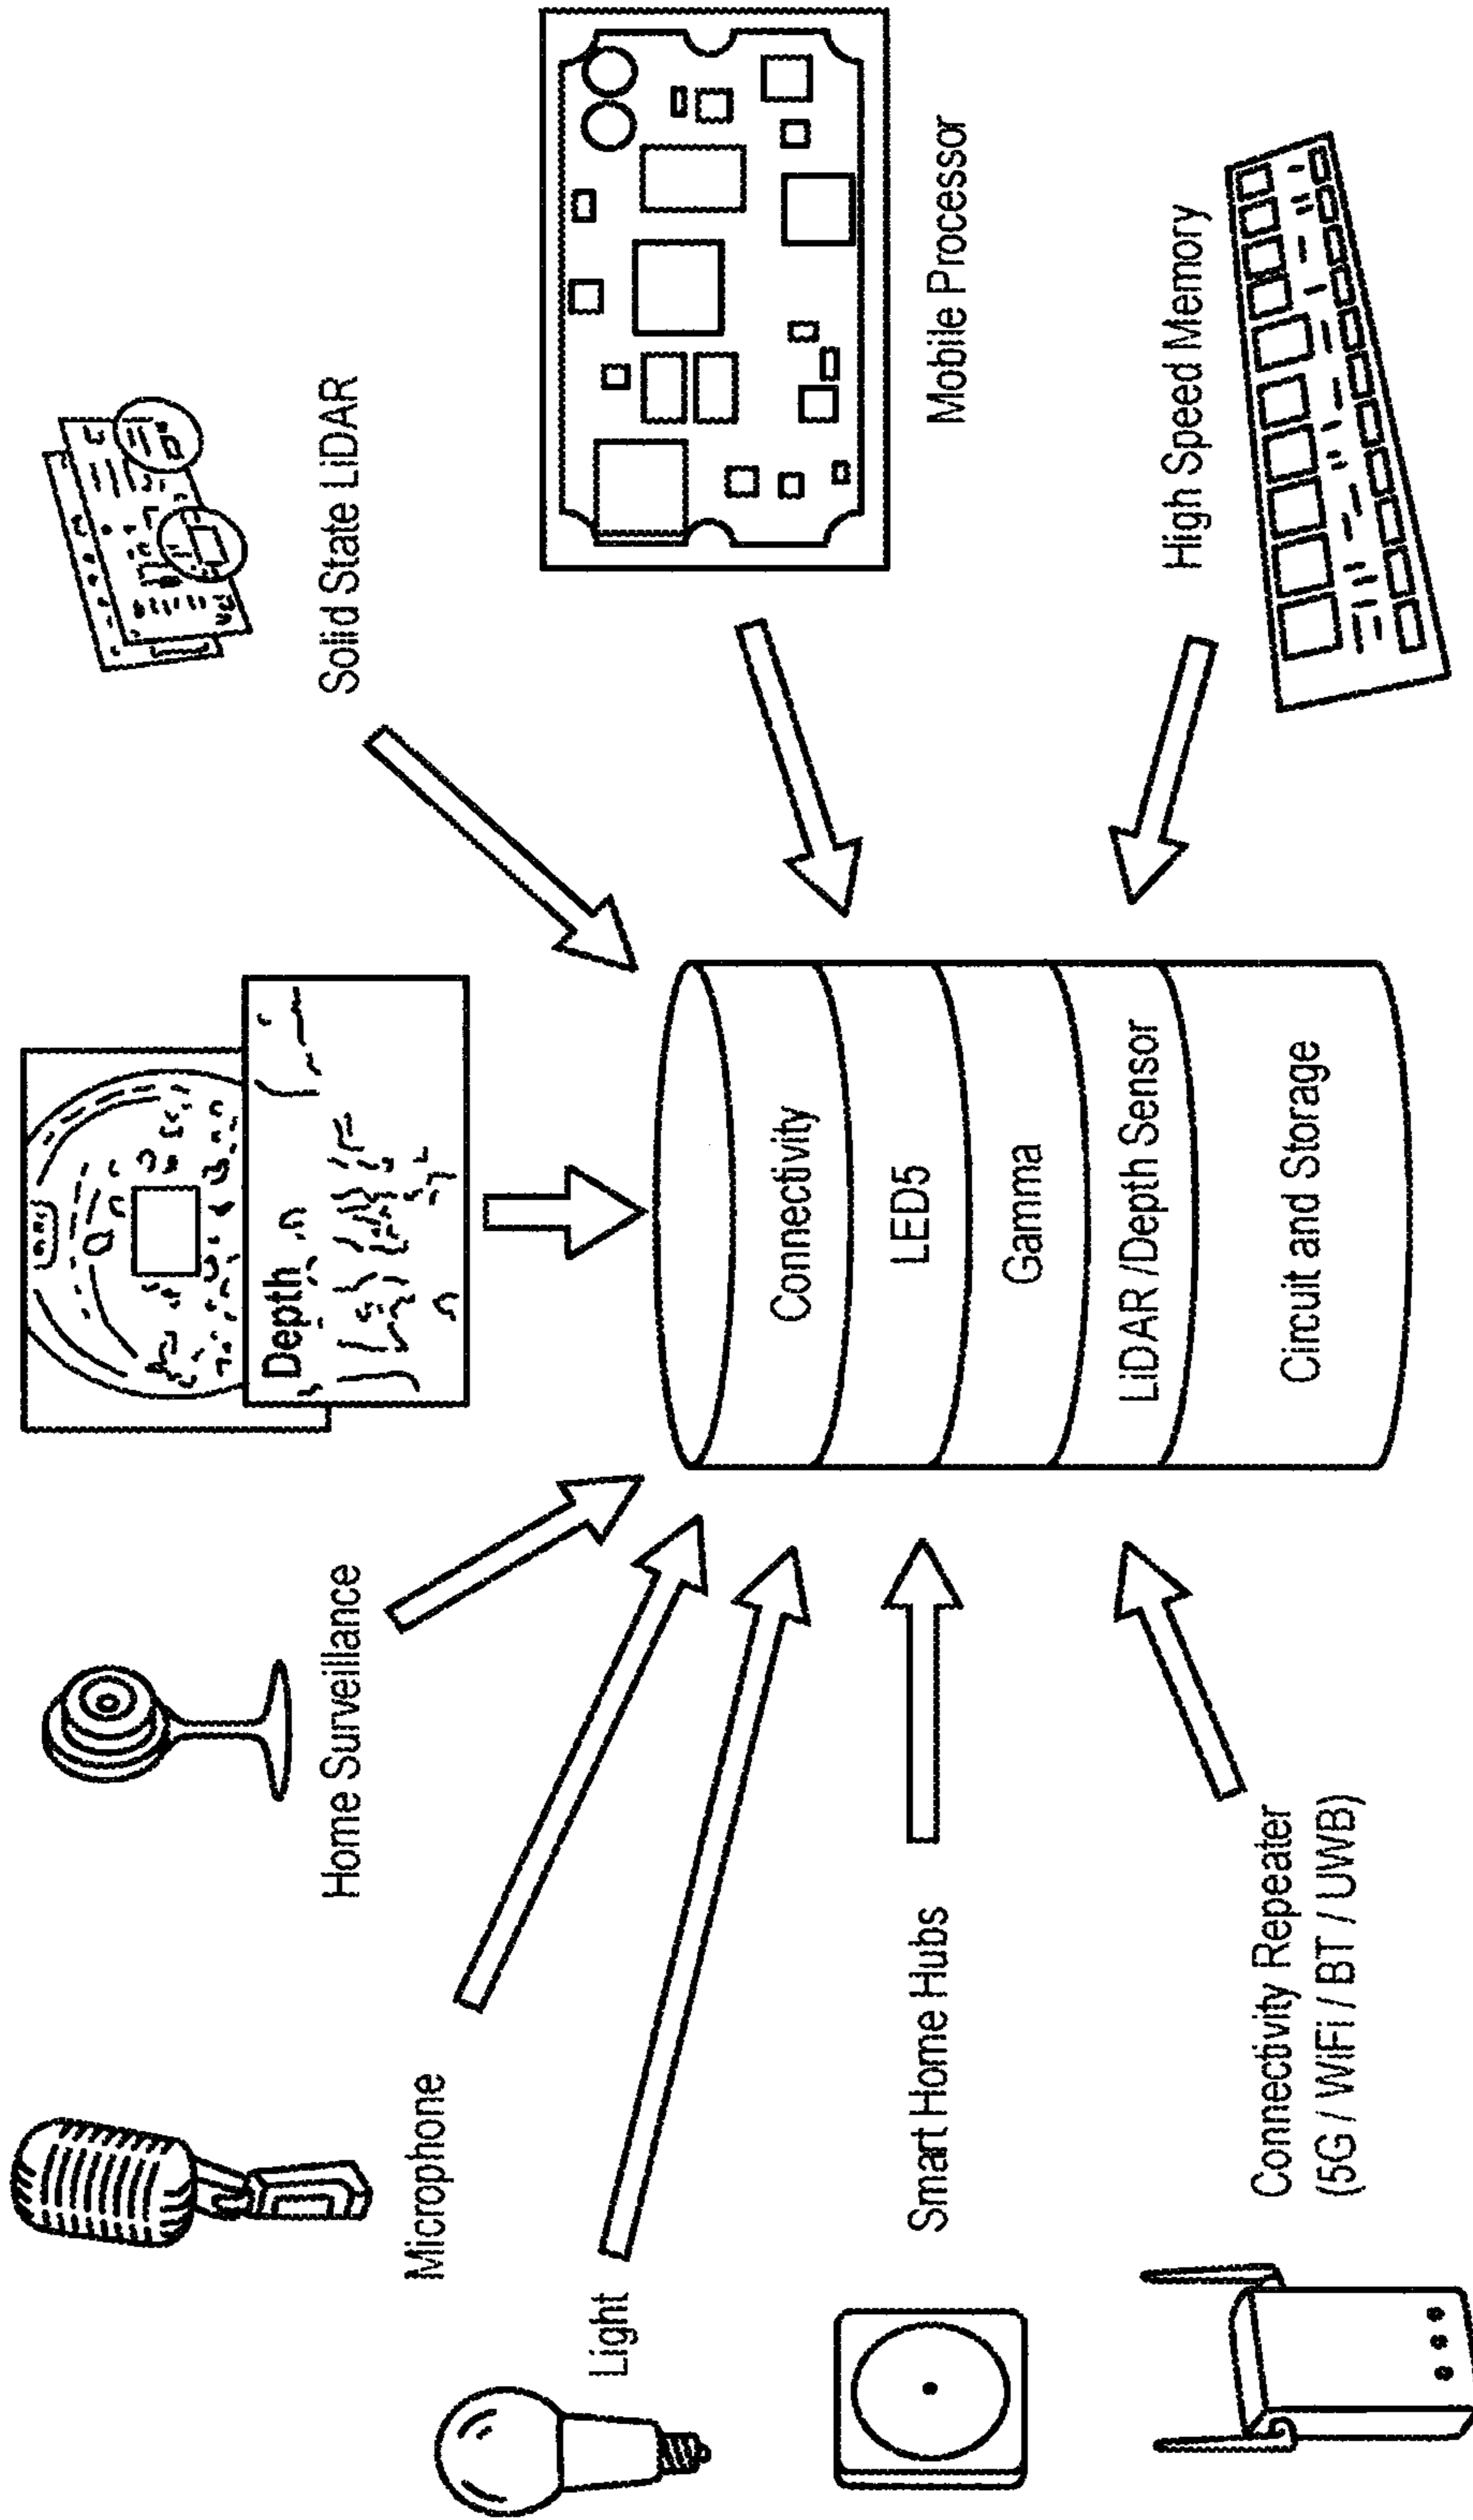 Microphone
Home Surveillance
Depth
Solid State LiDAR
Light
Mobile Processor
Smart Home Hubs
Connectivity
LED5
Gamma
LiDAR/Depth Sensor
Circuit and Storage
High Speed Memory
Connectivity Repeater
(5G / WiFi / BT / UWB)